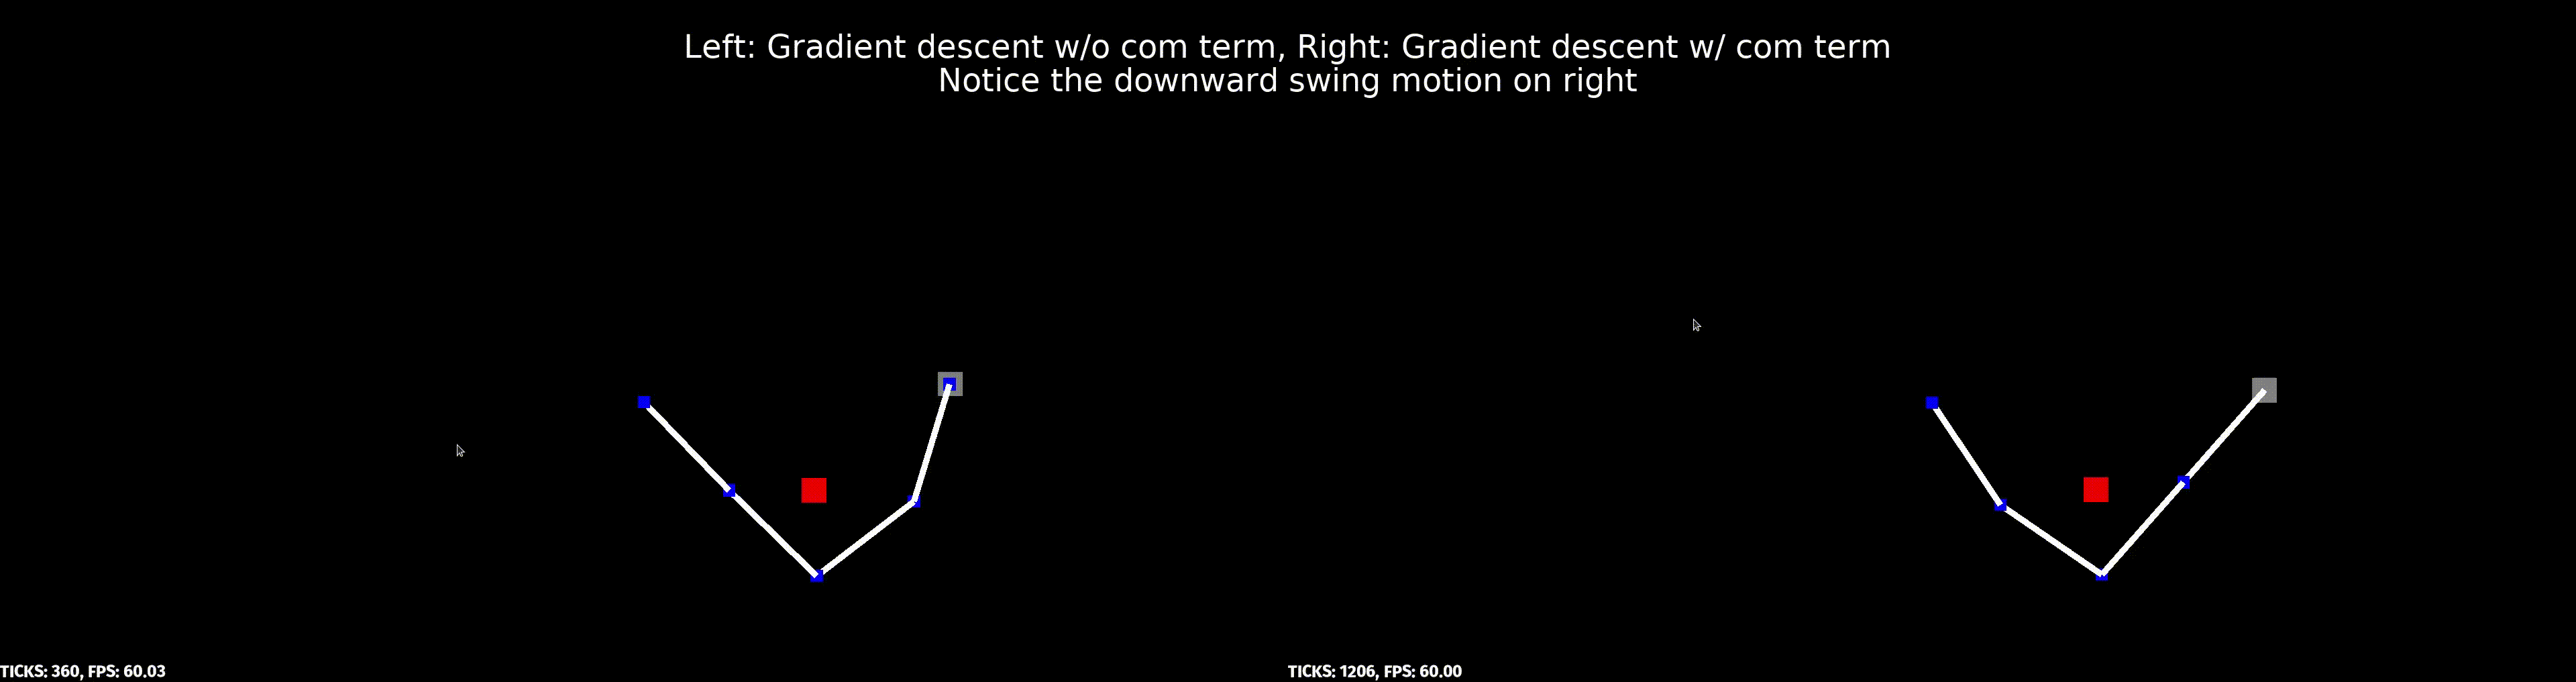 Left: Gradient descent w/o com term, Right: Gradient descent w/ com term
Notice the downward swing motion on right
TICKS: 360, FPS: 60.03
TICKS: 1206, FPS: 60.00